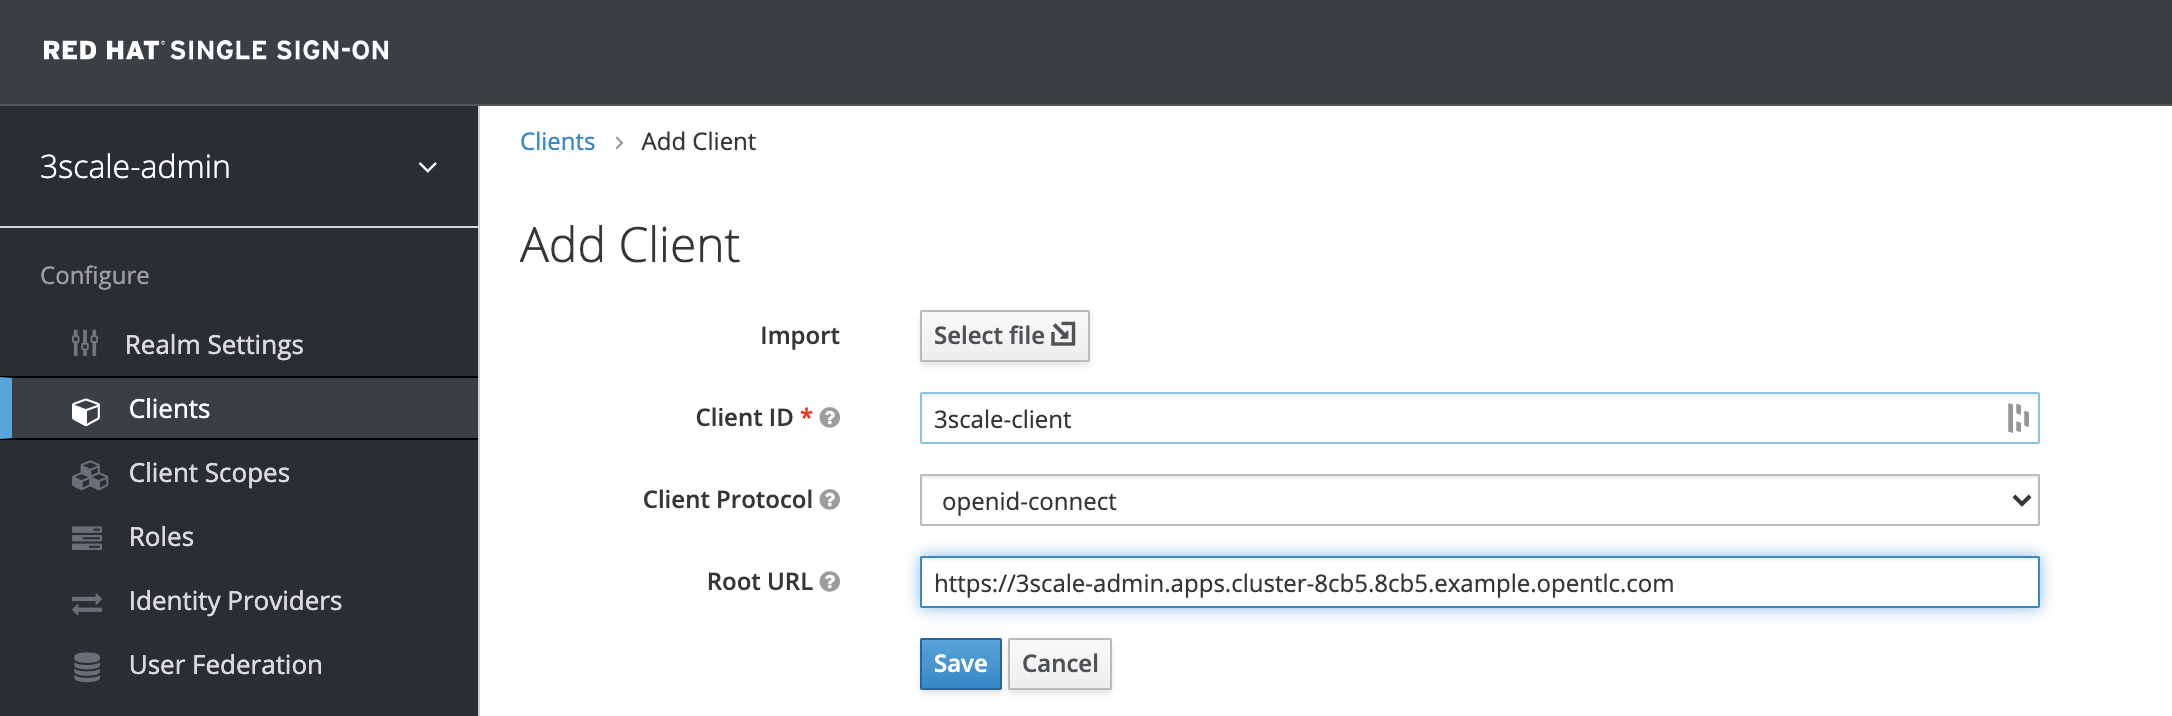 RED HAT® SINGLE SIGN-ON
3scale-admin
Configure
Realm Settings
Clients
Client Scopes
Roles
Identity Providers
User Federation
Clients > Add Client
Add Client
Import Select file
Client ID * ? 3scale-client
Client Protocol ? openid-connect
Root URL ? https://3scale-admin.apps.cluster-8cb5.8cb5.example.opentlc.com
Save Cancel